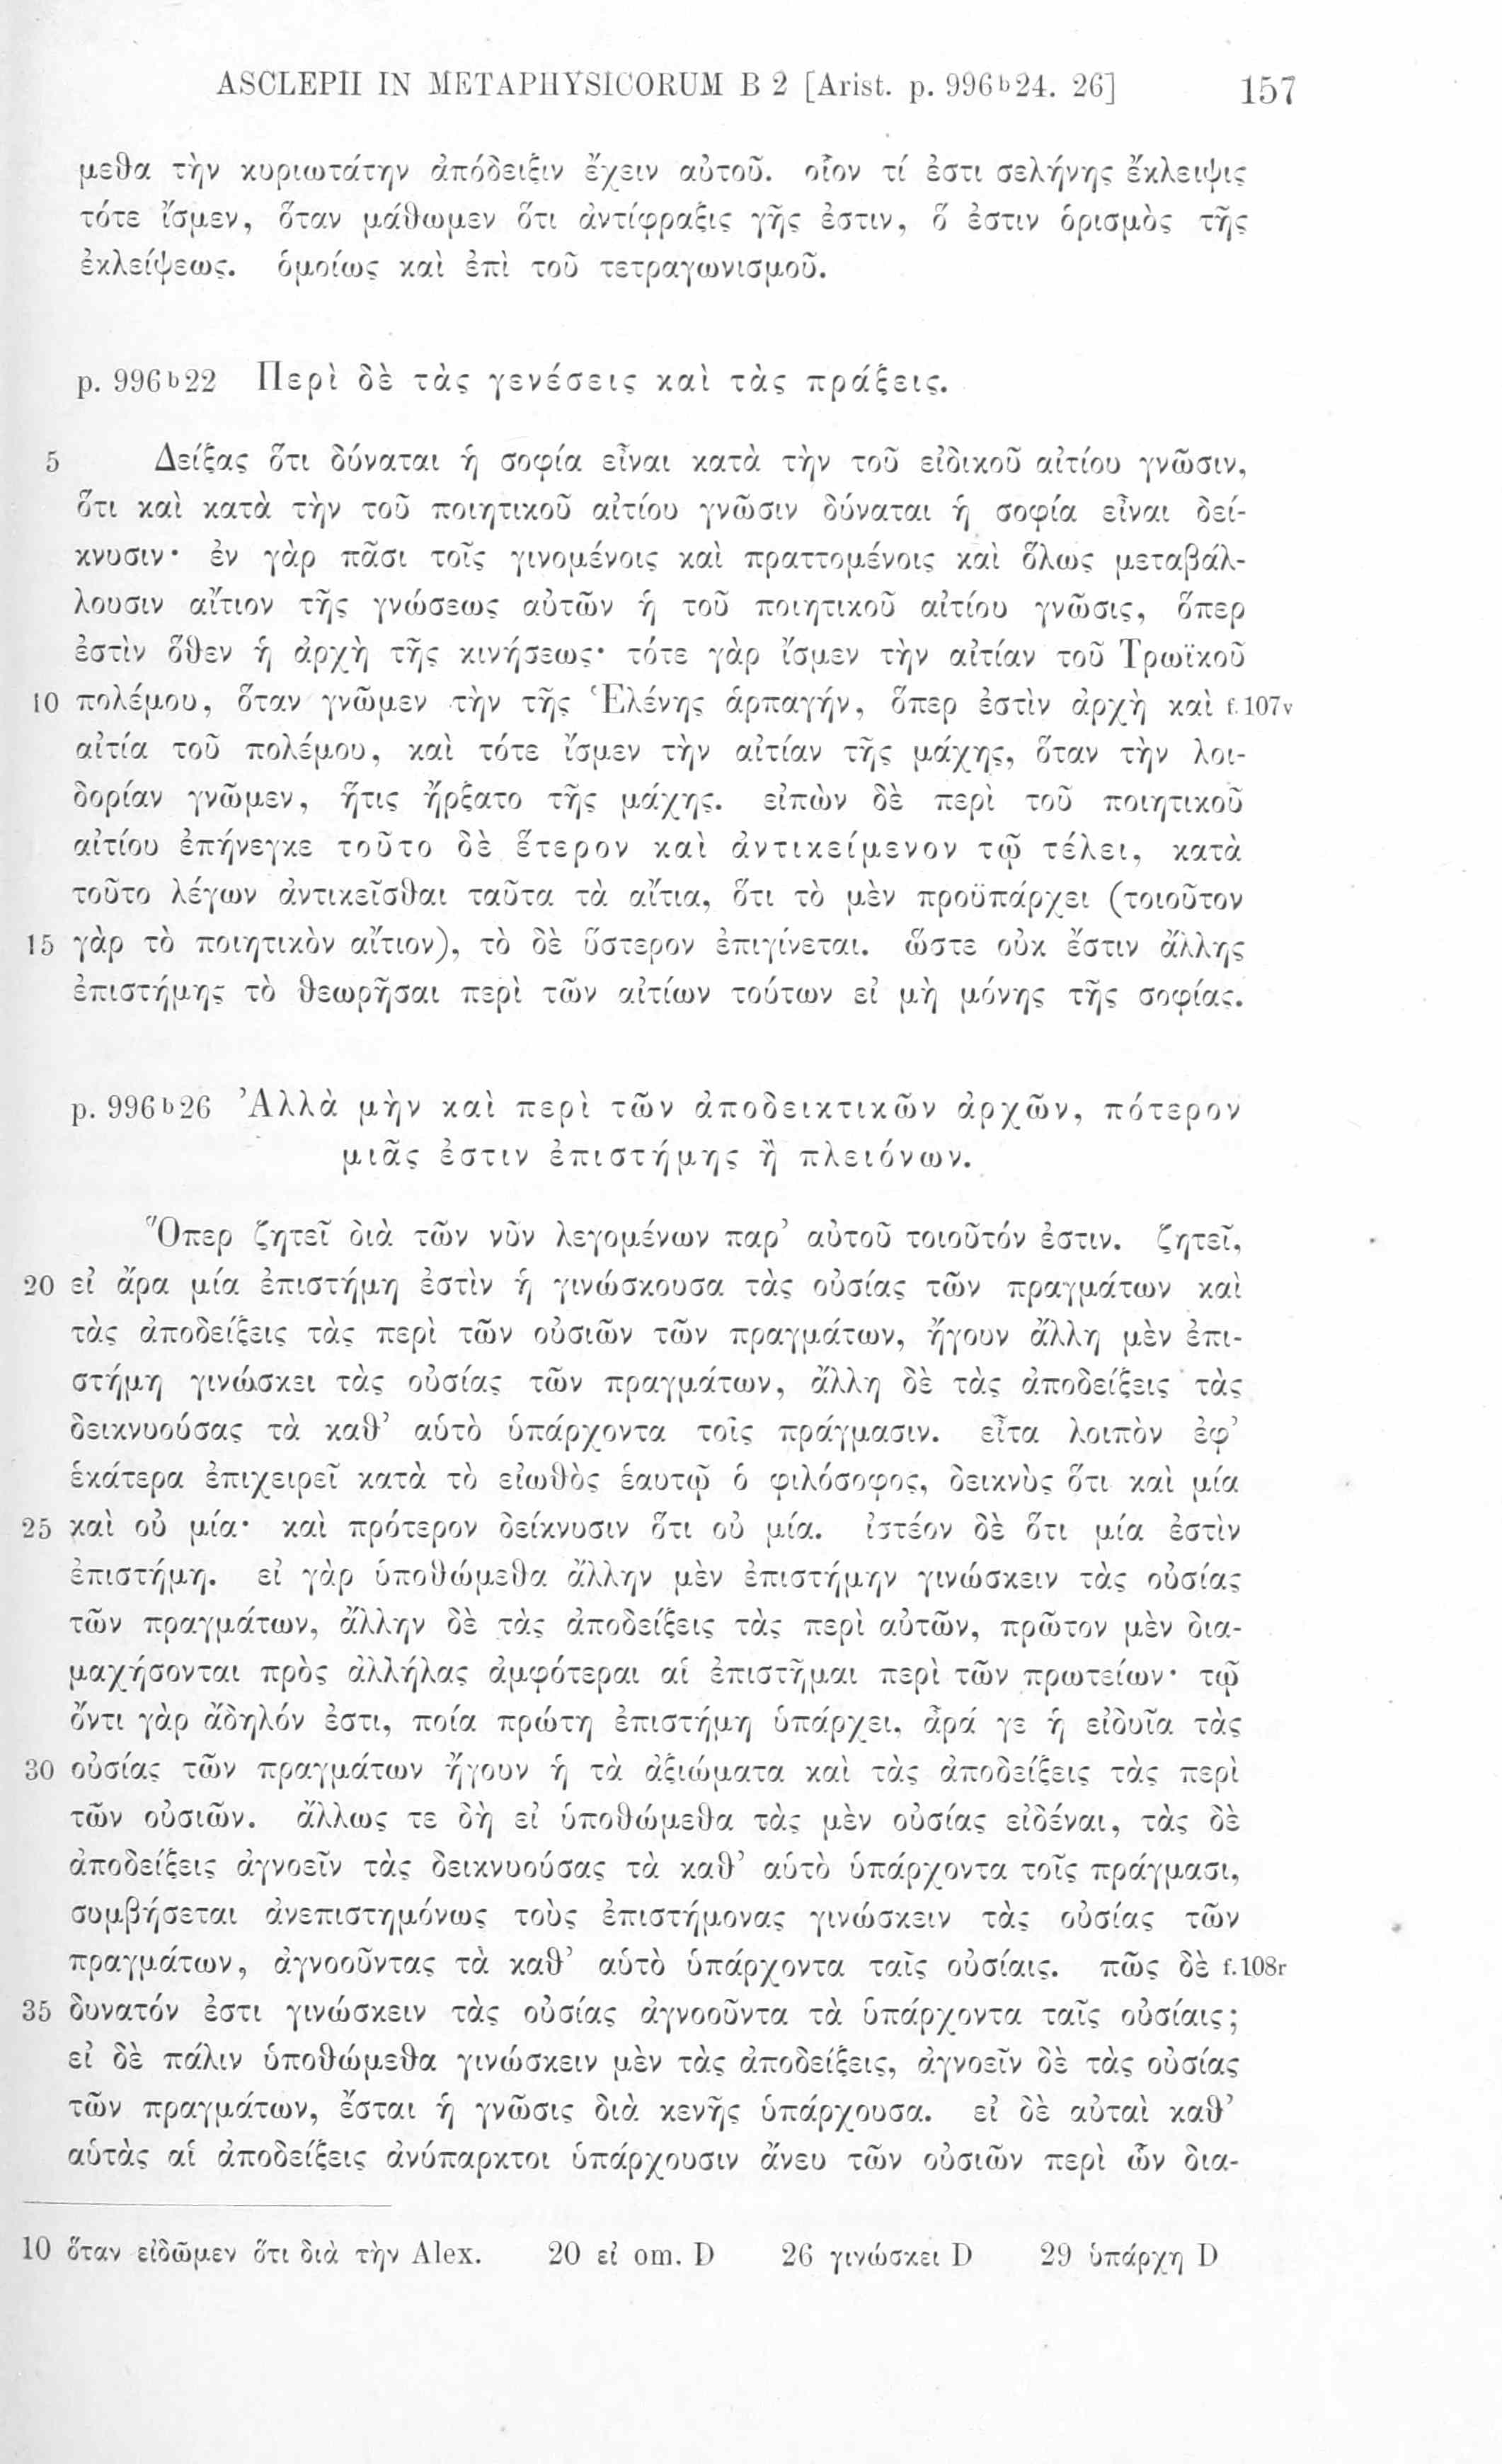 ASCLEPII IN METAPHYSICORUM B 2 [Arist. p. 996b24. 26] 157
μεθα τὴν κυριωτάτην ἀπόδειξιν ἔχειν αὐτοῦ. οἷον τί ἐστι σελήνης ἔκλειψις
τότε ἴσμεν, ὅταν μάθωμεν ὅτι ἀντίφραξις γῆς ἐστιν, ὅ ἐστιν ὁρισμὸς τῆς
ἐκλείψεως. ὁμοίως καὶ ἐπὶ τοῦ τετραγωνισμοῦ.
p. 996b22 Περὶ δὲ τὰς γενέσεις καὶ τὰς πράξεις.
5 Δείξας ὅτι δύναται ἡ σοφία εἶναι κατὰ τὴν τοῦ εἰδικοῦ αἰτίου γνῶσιν,
ὅτι καὶ κατὰ τὴν τοῦ ποιητικοῦ αἰτίου γνῶσιν δύναται ἡ σοφία εἶναι δεί-
κνυσιν· ἐν γὰρ πᾶσι τοῖς γινομένοις καὶ πραττομένοις καὶ ὅλως μεταβάλ-
λουσιν αἴτιον τῆς γνώσεως αὐτῶν ἡ τοῦ ποιητικοῦ αἰτίου γνῶσις, ὅπερ
ἐστὶν ὅθεν ἡ ἀρχὴ τῆς κινήσεως· τότε γὰρ ἴσμεν τὴν αἰτίαν τοῦ Τρωϊκοῦ
10 πολέμου, ὅταν γνῶμεν τὴν τῆς Ἑλένης ἁρπαγήν, ὅπερ ἐστὶν ἀρχὴ καὶ f. 107v
αἰτία τοῦ πολέμου, καὶ τότε ἴσμεν τὴν αἰτίαν τῆς μάχης, ὅταν τὴν λοι-
δορίαν γνῶμεν, ἥτις ἤρξατο τῆς μάχης. εἰπὼν δὲ περὶ τοῦ ποιητικοῦ
αἰτίου ἐπήνεγκε τοῦτο δὲ ἕτερον καὶ ἀντικείμενον τῷ τέλει, κατὰ
τοῦτο λέγων ἀντικεῖσθαι ταῦτα τὰ αἴτια, ὅτι τὸ μὲν προϋπάρχει (τοιοῦτον
15 γὰρ τὸ ποιητικὸν αἴτιον), τὸ δὲ ὕστερον ἐπιγίνεται. ὥστε οὐκ ἔστιν ἄλλης
ἐπιστήμης τὸ θεωρῆσαι περὶ τῶν αἰτίων τούτων εἰ μὴ μόνης τῆς σοφίας.
p. 996b26 Ἀλλὰ μὴν καὶ περὶ τῶν ἀποδεικτικῶν ἀρχῶν, πότερον
μιᾶς ἐστιν ἐπιστήμης ἢ πλειόνων.
Ὅπερ ζητεῖ διὰ τῶν νῦν λεγομένων παρ’ αὐτοῦ τοιοῦτόν ἐστιν. ζητεῖ,
20 εἰ ἄρα μία ἐπιστήμη ἐστὶν ἡ γινώσκουσα τὰς οὐσίας τῶν πραγμάτων καὶ
τὰς ἀποδείξεις τὰς περὶ τῶν οὐσιῶν τῶν πραγμάτων, ἤγουν ἄλλη μὲν ἐπι-
στήμη γινώσκει τὰς οὐσίας τῶν πραγμάτων, ἄλλη δὲ τὰς ἀποδείξεις τὰς
δεικνυούσας τὰ καθ’ αὑτὸ ὑπάρχοντα τοῖς πράγμασιν. εἶτα λοιπὸν ἐφ’
ἑκάτερα ἐπιχειρεῖ κατὰ τὸ εἰωθὸς ἑαυτῷ ὁ φιλόσοφος, δεικνὺς ὅτι καὶ μία
25 καὶ οὐ μία· καὶ πρότερον δείκνυσιν ὅτι οὐ μία. ἰστέον δὲ ὅτι μία ἐστὶν
ἐπιστήμη. εἰ γὰρ ὑποθώμεθα ἄλλην μὲν ἐπιστήμην γινώσκειν τὰς οὐσίας
τῶν πραγμάτων, ἄλλην δὲ τὰς ἀποδείξεις τὰς περὶ αὐτῶν, πρῶτον μὲν δια-
μαχήσονται πρὸς ἀλλήλας ἀμφότεραι αἱ ἐπιστῆμαι περὶ τῶν πρωτείων· τῷ
ὄντι γὰρ ἄδηλόν ἐστι, ποία πρώτη ἐπιστήμη ὑπάρχει, ἆρά γε ἡ εἰδυῖα τὰς
30 οὐσίας τῶν πραγμάτων ἤγουν ἡ τὰ ἀξιώματα καὶ τὰς ἀποδείξεις τὰς περὶ
τῶν οὐσιῶν. ἄλλως τε δὴ εἰ ὑποθώμεθα τὰς μὲν οὐσίας εἰδέναι, τὰς δὲ
ἀποδείξεις ἀγνοεῖν τὰς δεικνυούσας τὰ καθ’ αὑτὸ ὑπάρχοντα τοῖς πράγμασι,
συμβήσεται ἀνεπιστημόνως τοὺς ἐπιστήμονας γινώσκειν τὰς οὐσίας τῶν
πραγμάτων, ἀγνοοῦντας τὰ καθ’ αὑτὸ ὑπάρχοντα ταῖς οὐσίαις. πῶς δὲ f. 108r
35 δυνατόν ἐστι γινώσκειν τὰς οὐσίας ἀγνοοῦντα τὰ ὑπάρχοντα ταῖς οὐσίαις;
εἰ δὲ πάλιν ὑποθώμεθα γινώσκειν μὲν τὰς ἀποδείξεις, ἀγνοεῖν δὲ τὰς οὐσίας
τῶν πραγμάτων, ἔσται ἡ γνῶσις διὰ κενῆς ὑπάρχουσα. εἰ δὲ αὐταὶ καθ’
αὑτὰς αἱ ἀποδείξεις ἀνύπαρκτοι ὑπάρχουσιν ἄνευ τῶν οὐσιῶν περὶ ὧν δια-
10 ὅταν εἰδῶμεν ὅτι διὰ τὴν Alex. 20 εἰ om. D 26 γινώσκει D 29 ὑπάρχῃ D